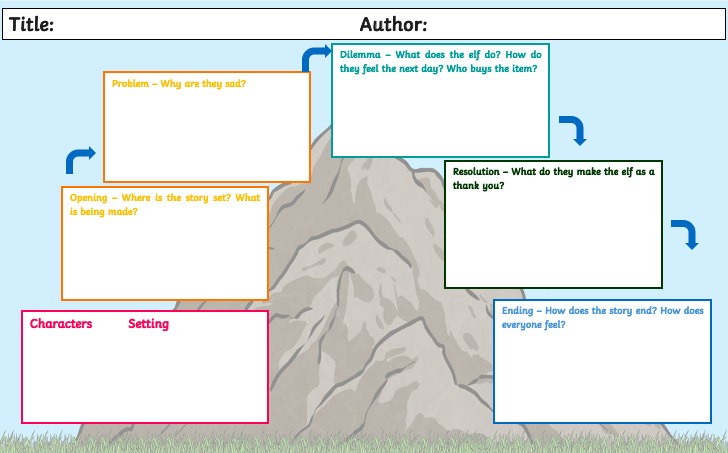 Title: Author:
Dilemma – What does the elf do? How do
they feel the next day? Who buys the item?
Problem – Why are they sad?
Resolution – What do they make the elf as a
thank you?
Opening – Where is the story set? What
is being made?
Characters Setting
Ending – How does the story end? How does
everyone feel?